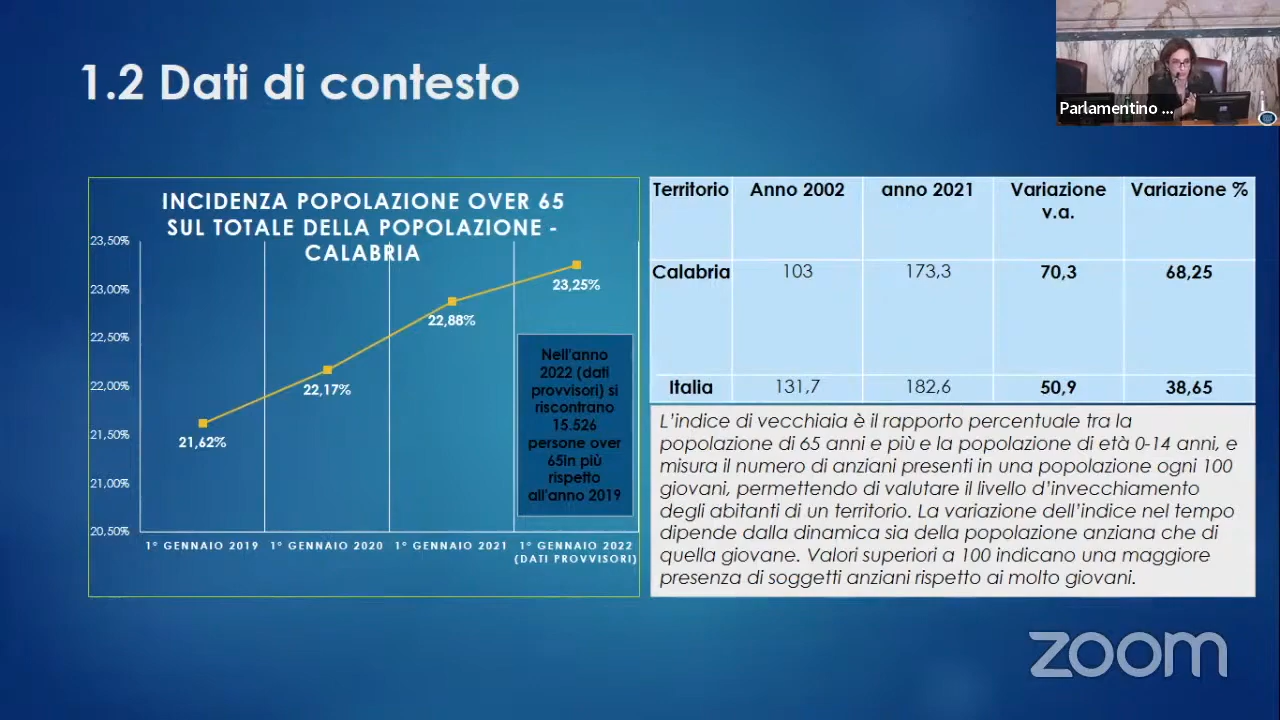 1.2 Dati di contesto
Parlamentino ...
INCIDENZA POPOLAZIONE OVER 65
SUL TOTALE DELLA POPOLAZIONE -
CALABRIA
23,50%
23,00%
22,50%
22,00%
21,50%
21,00%
20,50%
21,62%
22,17%
22,88%
23,25%
1° GENNAIO 2019
1° GENNAIO 2020
1° GENNAIO 2021
1° GENNAIO 2022
(DATI PROVVISORI)
Nell'anno
2022 (dati
provvisori) si
riscontrano
15.526
persone over
65in più
rispetto
all'anno 2019
Territorio Anno 2002 anno 2021 Variazione Variazione %
v.a.
Calabria 103 173,3 70,3 68,25
Italia 131,7 182,6 50,9 38,65
L'indice di vecchiaia è il rapporto percentuale tra la
popolazione di 65 anni e più e la popolazione di età 0-14 anni, e
misura il numero di anziani presenti in una popolazione ogni 100
giovani, permettendo di valutare il livello d'invecchiamento
degli abitanti di un territorio. La variazione dell'indice nel tempo
dipende dalla dinamica sia della popolazione anziana che di
quella giovane. Valori superiori a 100 indicano una maggiore
presenza di soggetti anziani rispetto ai molto giovani.
zoom